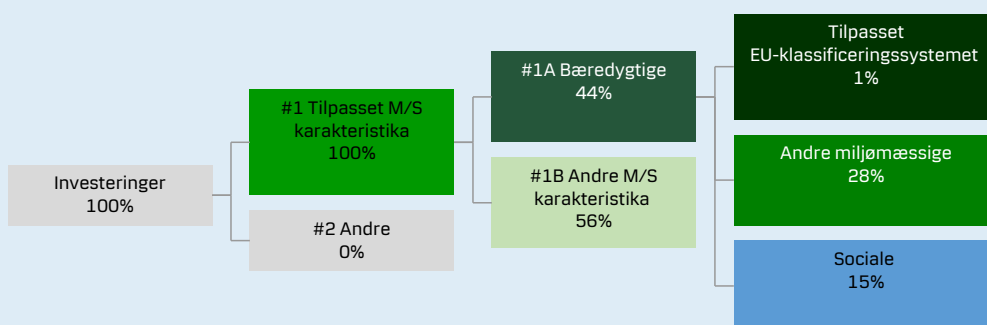 Investeringer
100%
#1 Tilpasset M/S
karakteristika
100%
#2 Andre
0%
#1A Bæredygtige
44%
#1B Andre M/S
karakteristika
56%
Tilpasset
EU-klassificeringssystemet
1%
Andre miljømæssige
28%
Sociale
15%